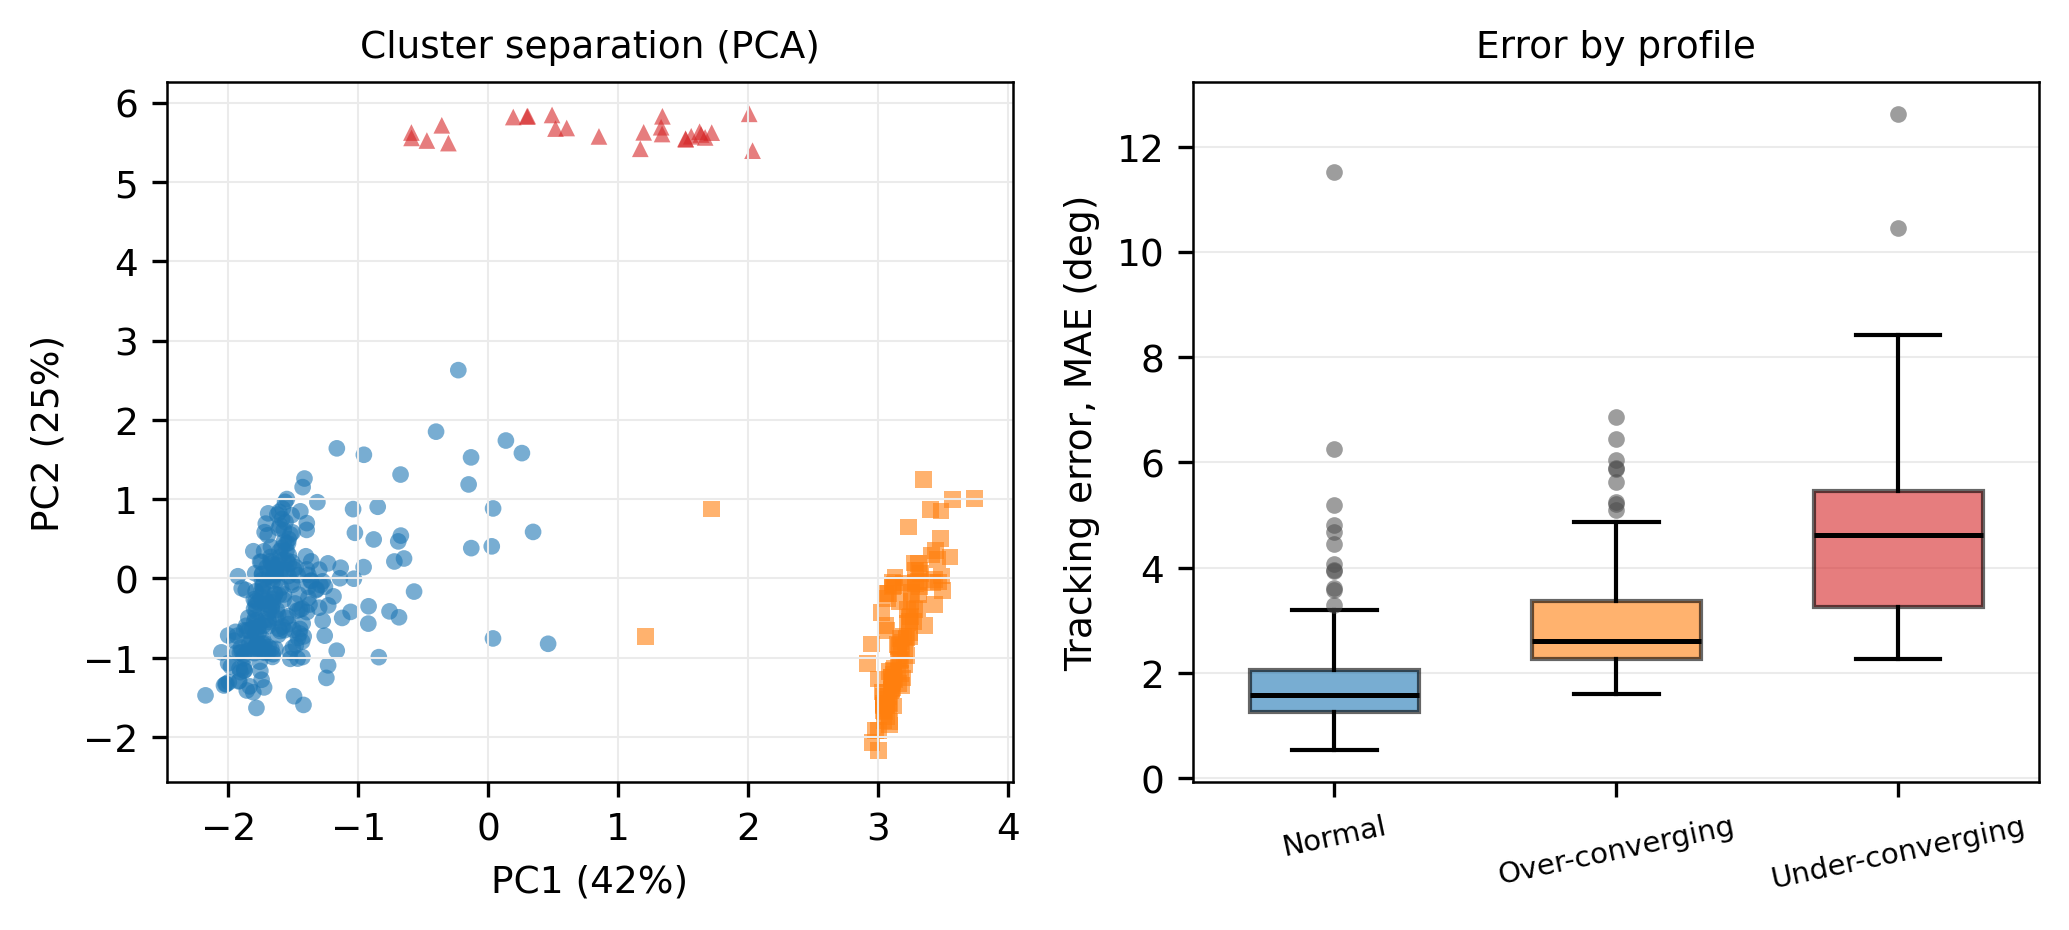 Cluster separation (PCA)
PC2 (25%)
6
5
4
3
2
1
0
−1
−2
−2 −1 0 1 2 3 4
PC1 (42%)
Error by profile
Tracking error, MAE (deg)
12
10
8
6
4
2
0
Normal
Over-converging
Under-converging